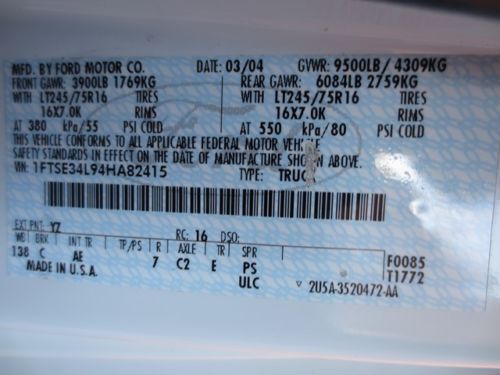 MFD. BY FORD MOTOR CO. DATE: 03/04 GVWR: 9500LB/ 4309KG
FRONT GAWR: 3900LB 1769KG REAR GAWR: 6084LB 2759KG
WITH LT245/75R16 TIRES WITH LT245/75R16 TIRES
16X7.0K RIMS 16X7.0K RIMS
AT 380 kPa/55 PSI COLD AT 550 kPa/80 PSI COLD
THIS VEHICLE CONFORMS TO ALL APPLICABLE FEDERAL MOTOR VEHICLE
SAFETY STANDARDS IN EFFECT ON THE DATE OF MANUFACTURE SHOWN ABOVE.
VIN: 1FTSE34L94HA82415 TYPE: TRUCK
EXT PNT: YZ RC: 16 DSO:
WB BRK INT TR TP/PS R AXLE TR SPR
138 C AE 7 C2 E PS F0085
MADE IN U.S.A. ULC T1772
▽ 2U5A-3520472-AA